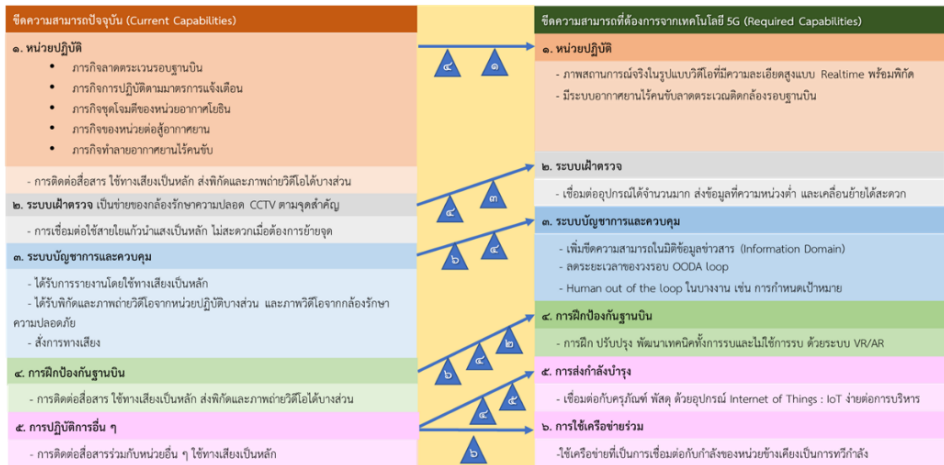 ขีดความสามารถปัจจุบัน (Current Capabilities)
๑. หน่วยปฏิบัติ
• ภารกิจลาดตระเวนรอบฐานบิน
• ภารกิจการปฏิบัติตามมาตรการแจ้งเตือน
• ภารกิจชุดโจมตีของหน่วยอากาศโยธิน
• ภารกิจของหน่วยต่อสู้อากาศยาน
• ภารกิจทำลายอากาศยานไร้คนขับ
- การติดต่อสื่อสาร ใช้ทางเสียงเป็นหลัก ส่งพิกัดและภาพถ่ายวิดีโอได้บางส่วน
๒. ระบบเฝ้าตรวจ เป็นข่ายของกล้องรักษาความปลอด CCTV ตามจุดสำคัญ
- การเชื่อมต่อใช้สายใยแก้วนำแสงเป็นหลัก ไม่สะดวกเมื่อต้องการย้ายจุด
๓. ระบบบัญชาการและควบคุม
- ได้รับการรายงานโดยใช้ทางเสียงเป็นหลัก
- ได้รับพิกัดและภาพถ่ายวิดีโอจากหน่วยปฏิบัติบางส่วน และภาพวิดีโอจากกล้องรักษา
ความปลอดภัย
- สั่งการทางเสียง
๔. การฝึกป้องกันฐานบิน
- การติดต่อสื่อสาร ใช้ทางเสียงเป็นหลัก ส่งพิกัดและภาพถ่ายวิดีโอได้บางส่วน
๕. การปฏิบัติการอื่น ๆ
- การติดต่อสื่อสารร่วมกับหน่วยอื่น ๆ ใช้ทางเสียงเป็นหลัก
๔ ๑
๔ ๓
๖ ๔
๖ ๔ ๒
๔ ๕
๖
ขีดความสามารถที่ต้องการจากเทคโนโลยี 5G (Required Capabilities)
๑. หน่วยปฏิบัติ
- ภาพสถานการณ์จริงในรูปแบบวิดีโอที่มีความละเอียดสูงแบบ Realtime พร้อมพิกัด
- มีระบบอากาศยานไร้คนขับลาดตระเวณติดกล้องรอบฐานบิน
๒. ระบบเฝ้าตรวจ
- เชื่อมต่ออุปกรณ์ได้จำนวนมาก ส่งข้อมูลที่ความหน่วงต่ำ และเคลื่อนย้ายได้สะดวก
๓. ระบบบัญชาการและควบคุม
- เพิ่มขีดความสามารถในมิติข้อมูลข่าวสาร (Information Domain)
- ลดระยะเวลาของวงรอบ OODA loop
- Human out of the loop ในบางงาน เช่น การกำหนดเป้าหมาย
๔. การฝึกป้องกันฐานบิน
- การฝึก ปรับปรุง พัฒนาเทคนิคทั้งการรบและไม่ใช้การรบ ด้วยระบบ VR/AR
๕. การส่งกำลังบำรุง
- เชื่อมต่อกับครุภัณฑ์ พัสดุ ด้วยอุปกรณ์ Internet of Things : IoT ง่ายต่อการบริหาร
๖. การใช้เครือข่ายร่วม
-ใช้เครือข่ายที่เป็นการเชื่อมต่อกับกำลังของหน่วยข้างเคียงเป็นการทวีกำลัง